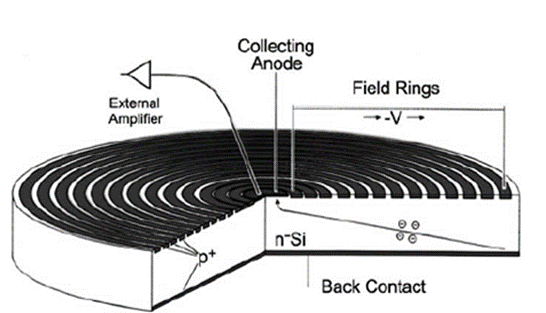 Collecting
Anode
External
Amplifier
Field Rings
→ -V →
n⁻Si
p⁺
Back Contact